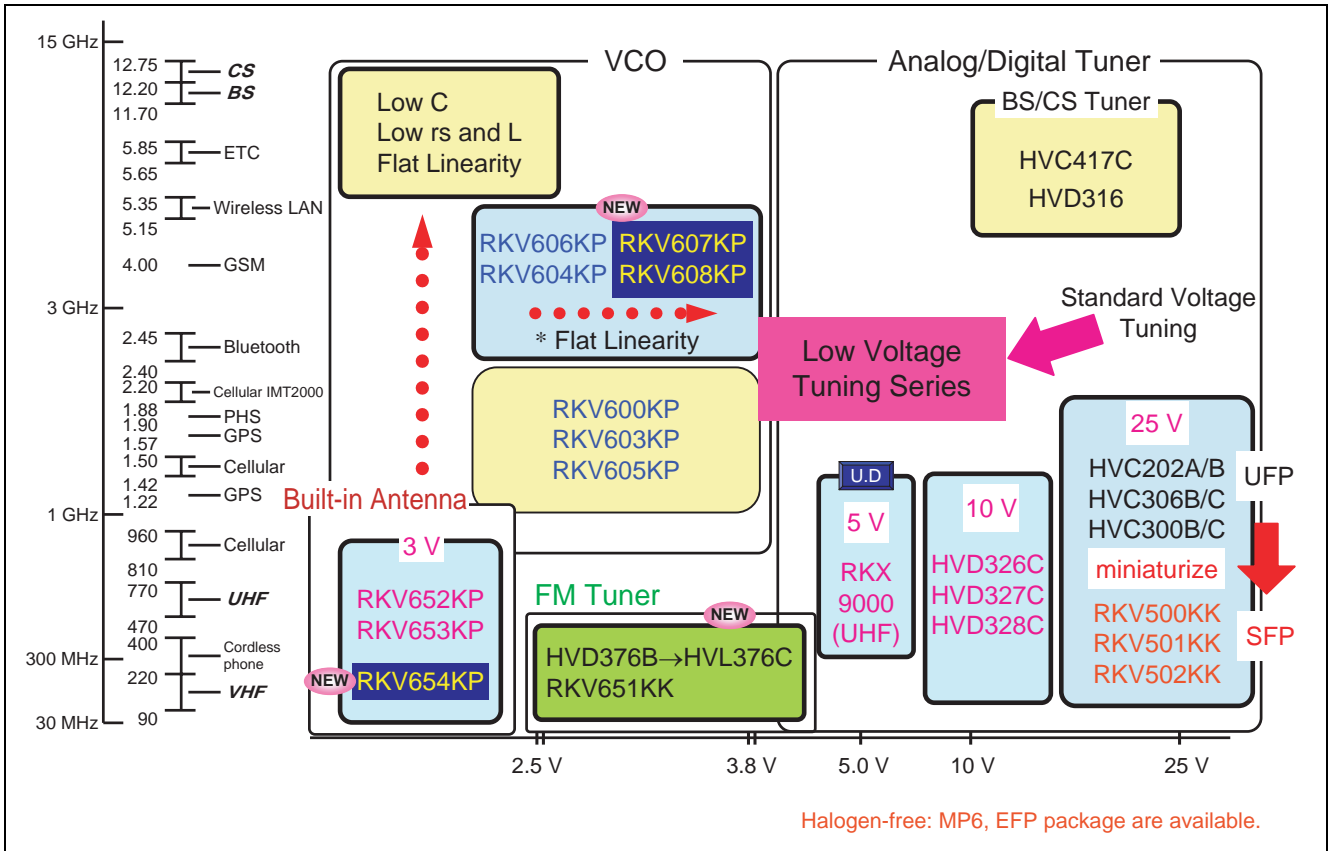 15 GHz
3 GHz
1 GHz
300 MHz
30 MHz
12.75
CS
12.20
BS
11.70
5.85
ETC
5.65
5.35
Wireless LAN
5.15
4.00
GSM
2.45
Bluetooth
2.40
2.20
Cellular IMT2000
1.88
PHS
1.90
GPS
1.57
1.50
Cellular
1.42
1.22
GPS
960
Cellular
810
770
UHF
470
400
Cordless
phone
220
VHF
90
VCO
Low C
Low rs and L
Flat Linearity
NEW
RKV606KP RKV607KP
RKV604KP RKV608KP
* Flat Linearity
RKV600KP
RKV603KP
RKV605KP
Built-in Antenna
3 V
RKV652KP
RKV653KP
NEW
RKV654KP
FM Tuner
NEW
HVD376B→HVL376C
RKV651KK
Analog/Digital Tuner
BS/CS Tuner
HVC417C
HVD316
Standard Voltage
Tuning
Low Voltage
Tuning Series
U.D
5 V
RKX
9000
(UHF)
10 V
HVD326C
HVD327C
HVD328C
25 V
HVC202A/B
HVC306B/C
HVC300B/C
miniaturize
RKV500KK
RKV501KK
RKV502KK
UFP
SFP
2.5 V
3.8 V
5.0 V
10 V
25 V
Halogen-free: MP6, EFP package are available.